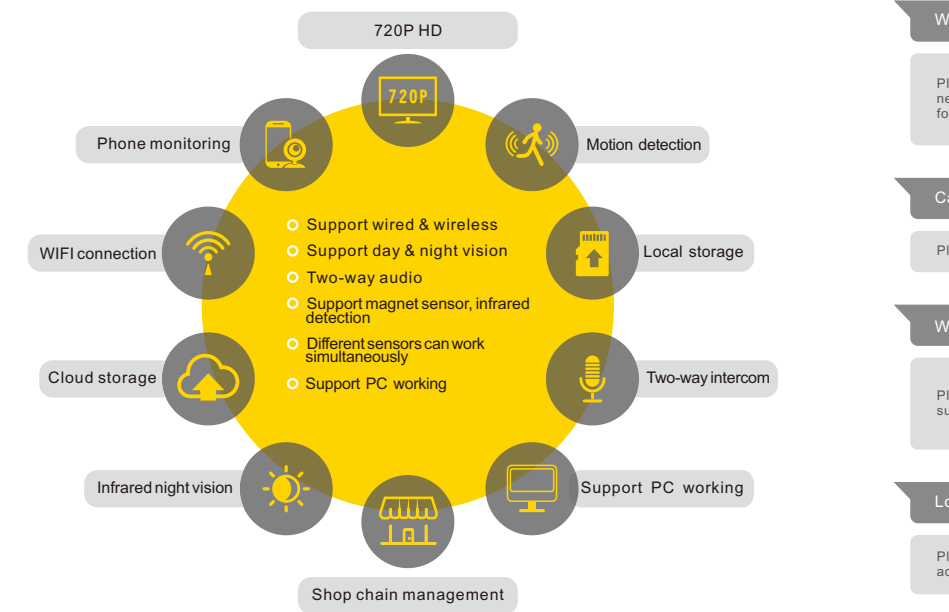 720P HD
720P
Phone monitoring
Motion detection
WIFI connection
Local storage
Support wired & wireless
Support day & night vision
Two-way audio
Support magnet sensor, infrared
detection
Different sensors can work
simultaneously
Support PC working
Cloud storage
Two-way intercom
Infrared night vision
Support PC working
Shop chain management